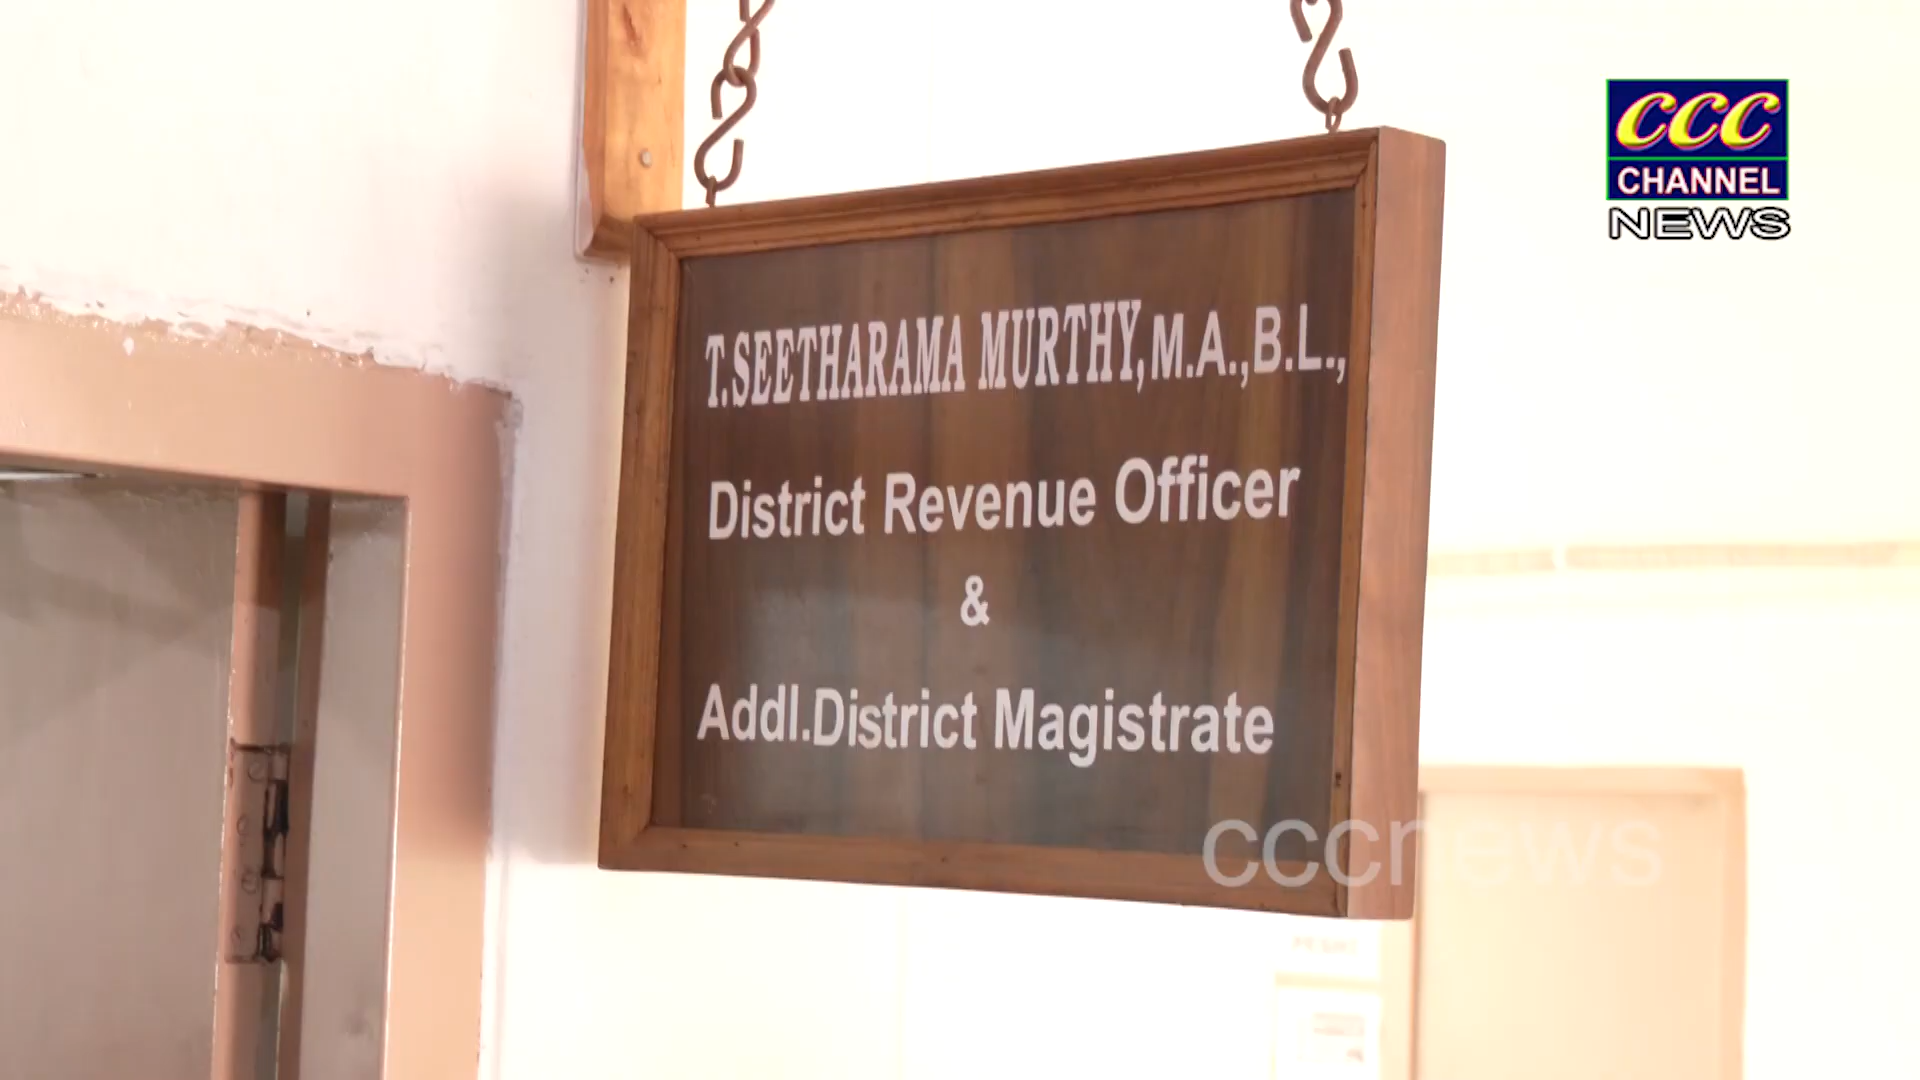 CCC
CHANNEL
NEWS
T.SEETHARAMA MURTHY,M.A.,B.L.,
District Revenue Officer
&
Addl.District Magistrate
cccnews